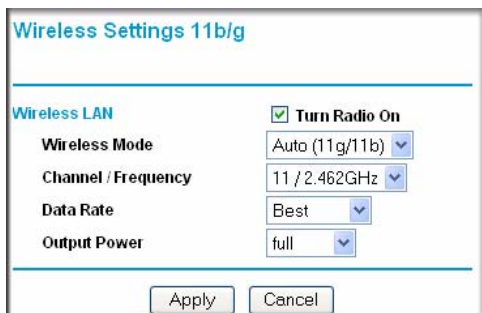 Wireless Settings 11b/g
Wireless LAN
Turn Radio On
Wireless Mode
Auto (11g/11b)
Channel / Frequency
11 / 2.462GHz
Data Rate
Best
Output Power
full
Apply
Cancel